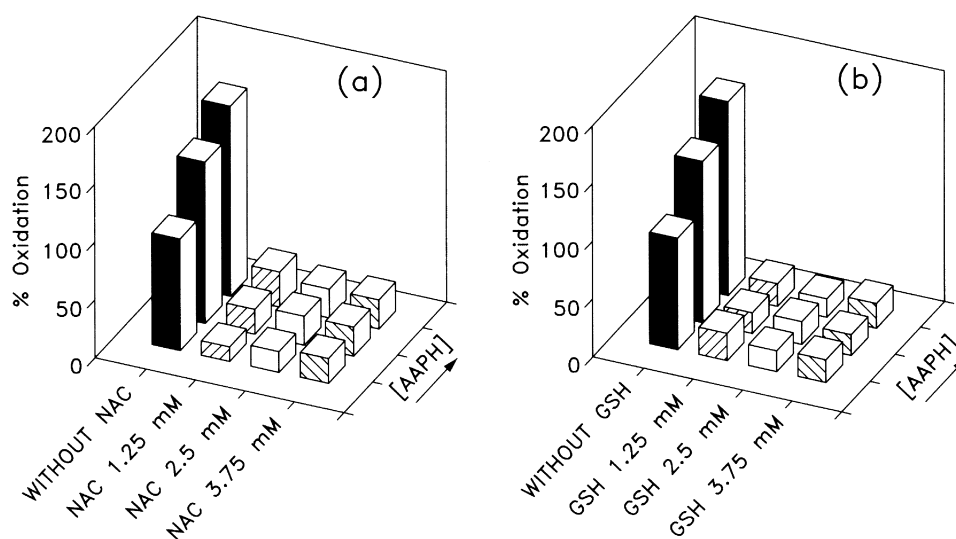 (a)
% Oxidation
200
150
100
50
0
WITHOUT NAC
NAC 1.25 mM
NAC 2.5 mM
NAC 3.75 mM
[AAPH]
(b)
% Oxidation
200
150
100
50
0
WITHOUT GSH
GSH 1.25 mM
GSH 2.5 mM
GSH 3.75 mM
[AAPH]